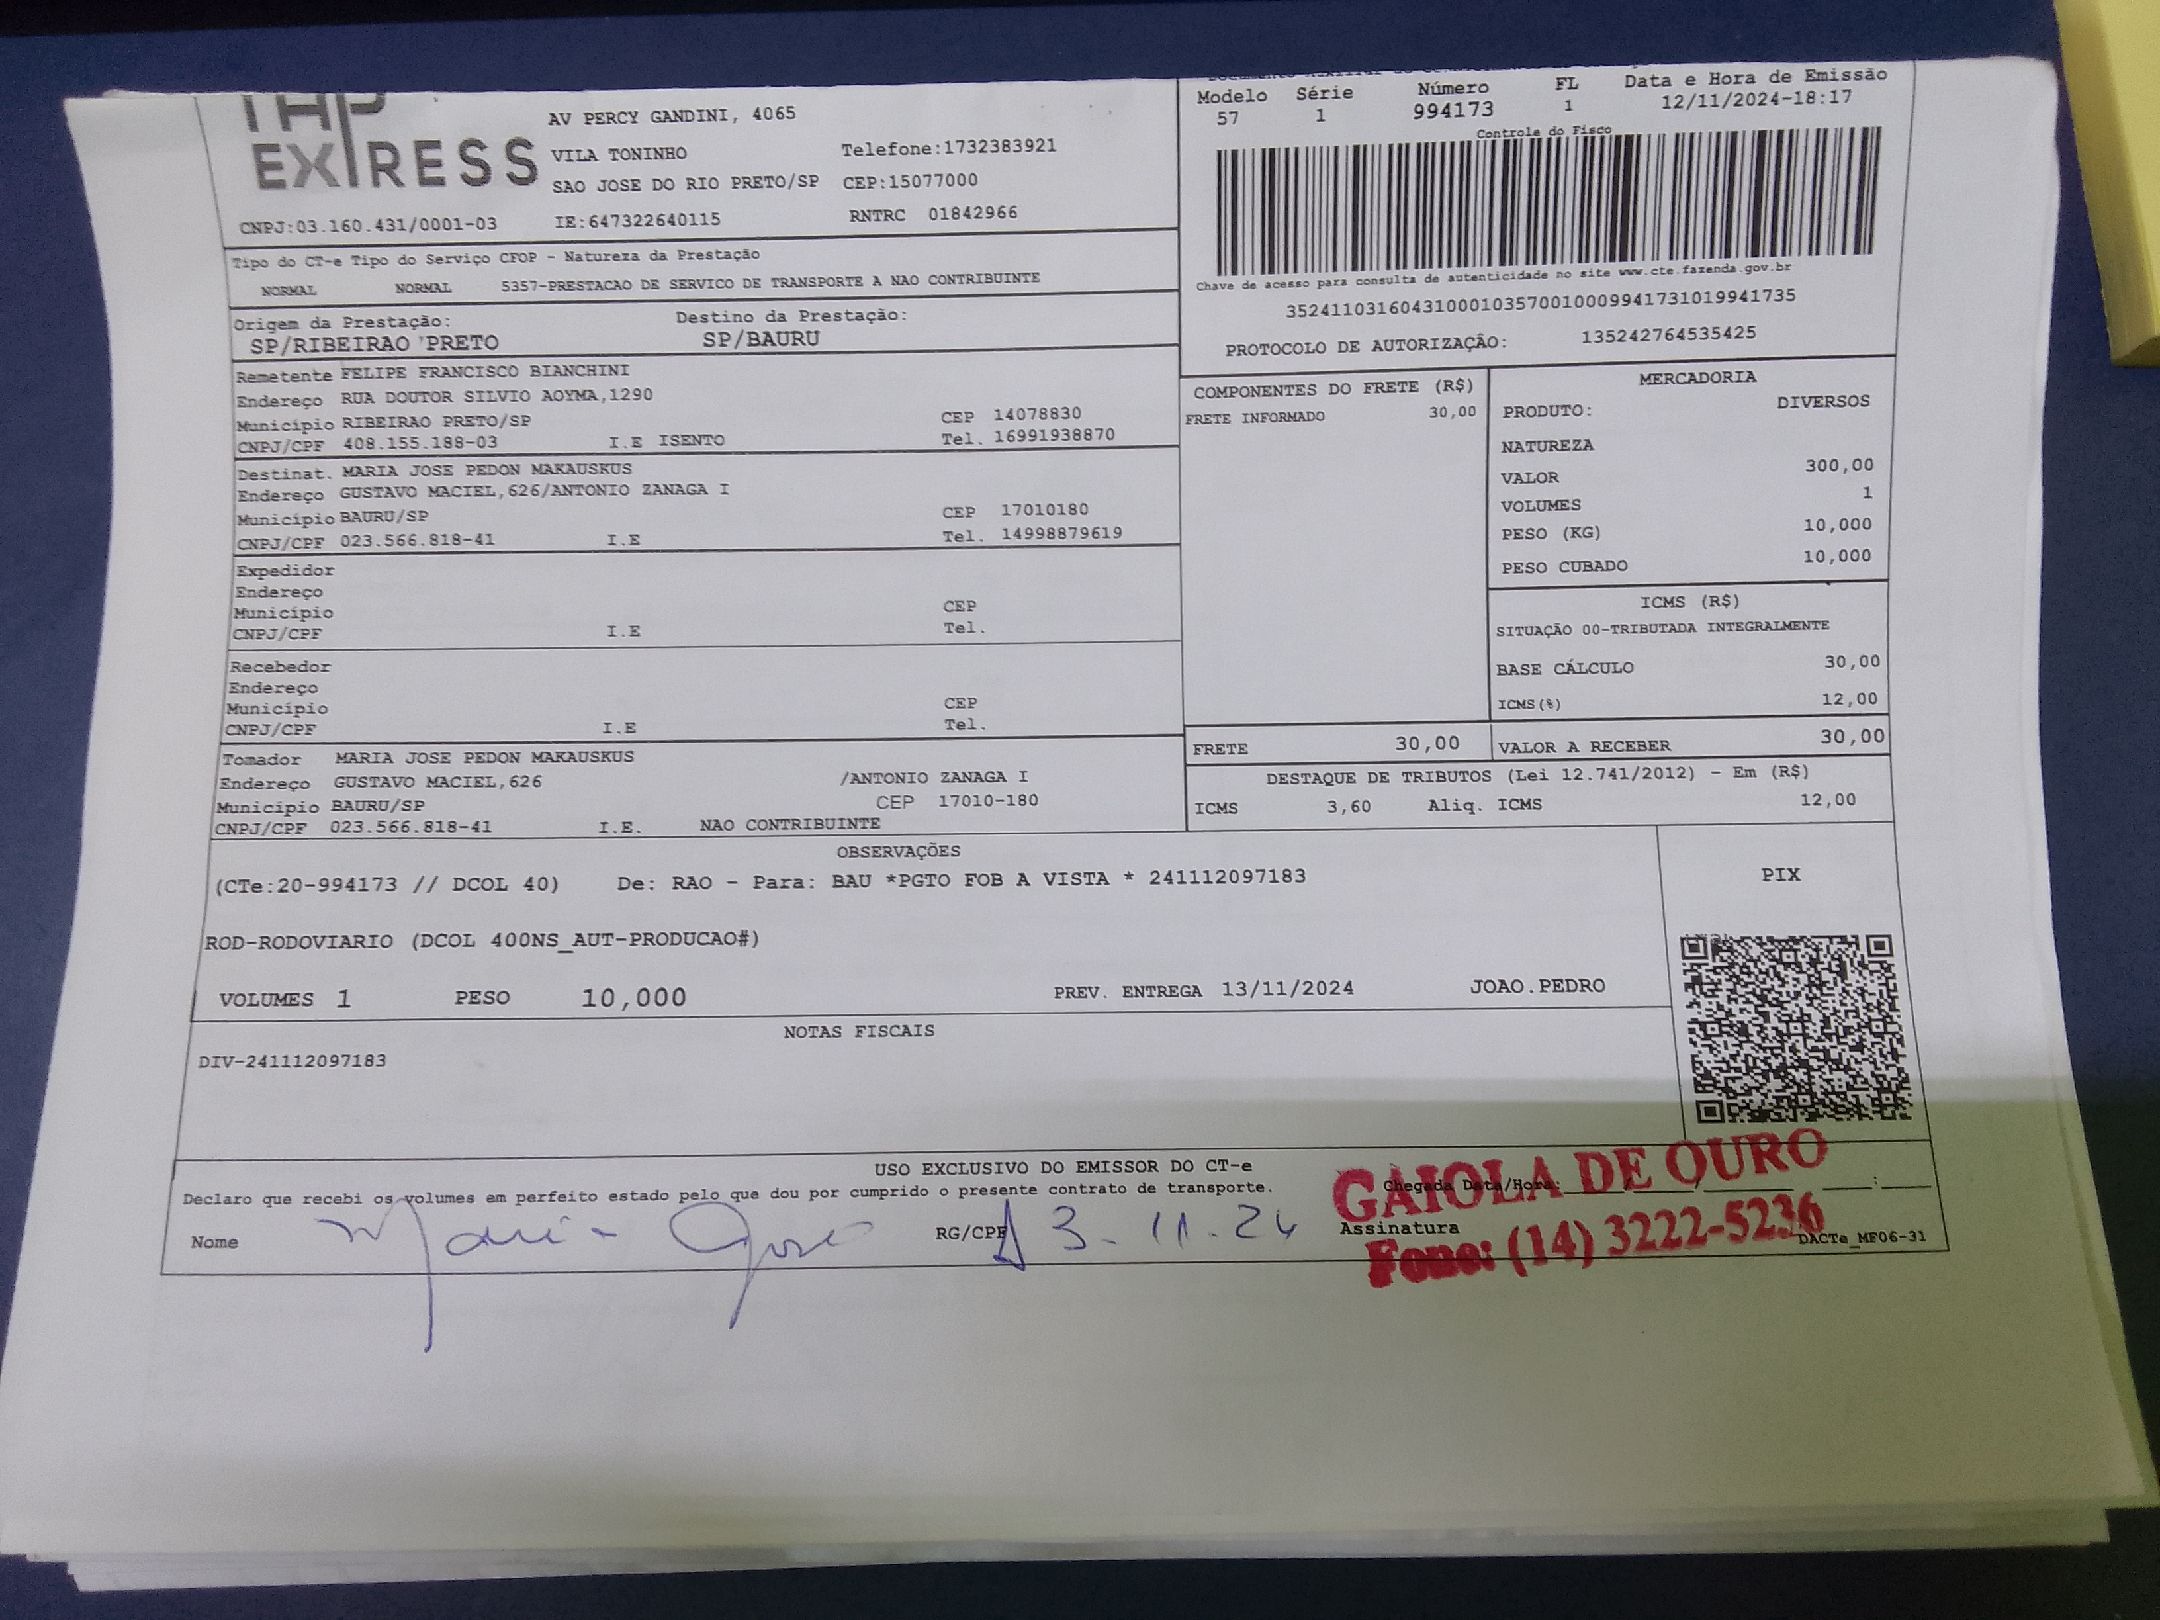 EXPRESS
AV PERCY GANDINI, 4065
VILA TONINHO Telefone:1732383921
SAO JOSE DO RIO PRETO/SP CEP:15077000
CNPJ:03.160.431/0001-03 IE:647322640115 RNTRC 01842966
Modelo Série Número FL Data e Hora de Emissão
57 1 994173 1 12/11/2024-18:17
Controle do Fisco
Chave de acesso para consulta de autenticidade no site www.cte.fazenda.gov.br
35241103160431000103570010009941731019941735
PROTOCOLO DE AUTORIZAÇÂO: 135242764535425
Tipo do CT-e Tipo do Serviço CFOP - Natureza da Prestação
NORMAL NORMAL 5357-PRESTACAO DE SERVICO DE TRANSPORTE A NAO CONTRIBUINTE
Origem da Prestação: Destino da Prestação:
SP/RIBEIRAO PRETO SP/BAURU
Remetente FELIPE FRANCISCO BIANCHINI
Endereço RUA DOUTOR SILVIO AOYMA,1290
Município RIBEIRAO PRETO/SP CEP 14078830
CNPJ/CPF 408.155.188-03 I.E ISENTO Tel. 16991938870
Destinat. MARIA JOSE PEDON MAKAUSKUS
Endereço GUSTAVO MACIEL,626/ANTONIO ZANAGA I
Município BAURU/SP CEP 17010180
CNPJ/CPF 023.566.818-41 I.E Tel. 14998879619
Expedidor
Endereço
Município CEP
CNPJ/CPF I.E Tel.
Recebedor
Endereço
Município CEP
CNPJ/CPF I.E Tel.
Tomador MARIA JOSE PEDON MAKAUSKUS
Endereço GUSTAVO MACIEL,626 /ANTONIO ZANAGA I
Município BAURU/SP CEP 17010-180
CNPJ/CPF 023.566.818-41 I.E. NAO CONTRIBUINTE
COMPONENTES DO FRETE (R$)
FRETE INFORMADO 30,00
MERCADORIA
PRODUTO: DIVERSOS
NATUREZA
VALOR 300,00
VOLUMES 1
PESO (KG) 10,000
PESO CUBADO 10,000
ICMS (R$)
SITUAÇÃO 00-TRIBUTADA INTEGRALMENTE
BASE CÁLCULO 30,00
ICMS(%) 12,00
FRETE 30,00 VALOR A RECEBER 30,00
DESTAQUE DE TRIBUTOS (Lei 12.741/2012) - Em (R$)
ICMS 3,60 Aliq. ICMS 12,00
OBSERVAÇÕES
(CTe:20-994173 // DCOL 40) De: RAO - Para: BAU *PGTO FOB A VISTA * 241112097183
ROD-RODOVIARIO (DCOL 400NS_AUT-PRODUCAO#)
VOLUMES 1 PESO 10,000 PREV. ENTREGA 13/11/2024 JOAO.PEDRO
PIX
NOTAS FISCAIS
DIV-241112097183
USO EXCLUSIVO DO EMISSOR DO CT-e
Declaro que recebi os volumes em perfeito estado pelo que dou por cumprido o presente contrato de transporte.
Chegada Data/Hora: ____/____/____ ____:____
Nome Maria Jose RG/CPF 13-11-24 Assinatura
GAIOLA DE OURO
Fone: (14) 3222-5236
DACTe_MF06-31